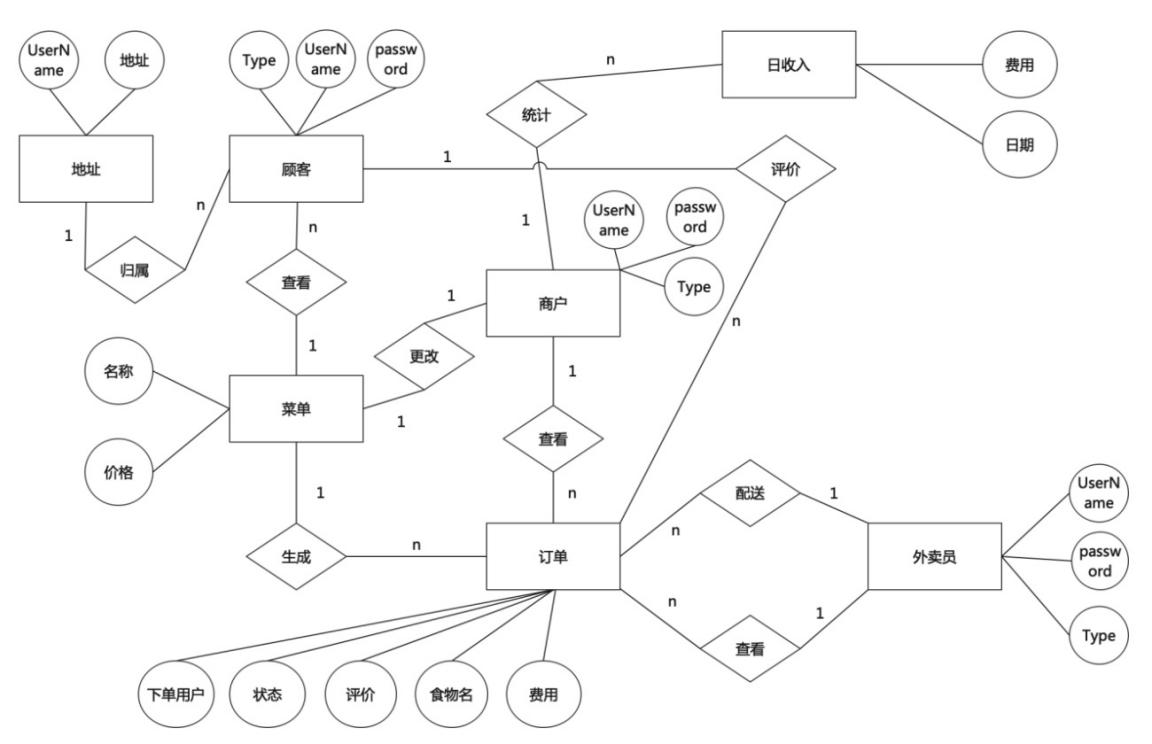 UserN
ame
地址
Type
UserN
ame
passw
ord
n
日收入
费用
统计
日期
地址
顾客
1
评价
n
1
归属
n
查看
1
UserN
ame
passw
ord
Type
商户
1
更改
1
n
名称
1
菜单
价格
1
查看
n
1
生成
n
订单
n
配送
1
外卖员
UserN
ame
passw
ord
Type
n
查看
1
下单用户
状态
评价
食物名
费用